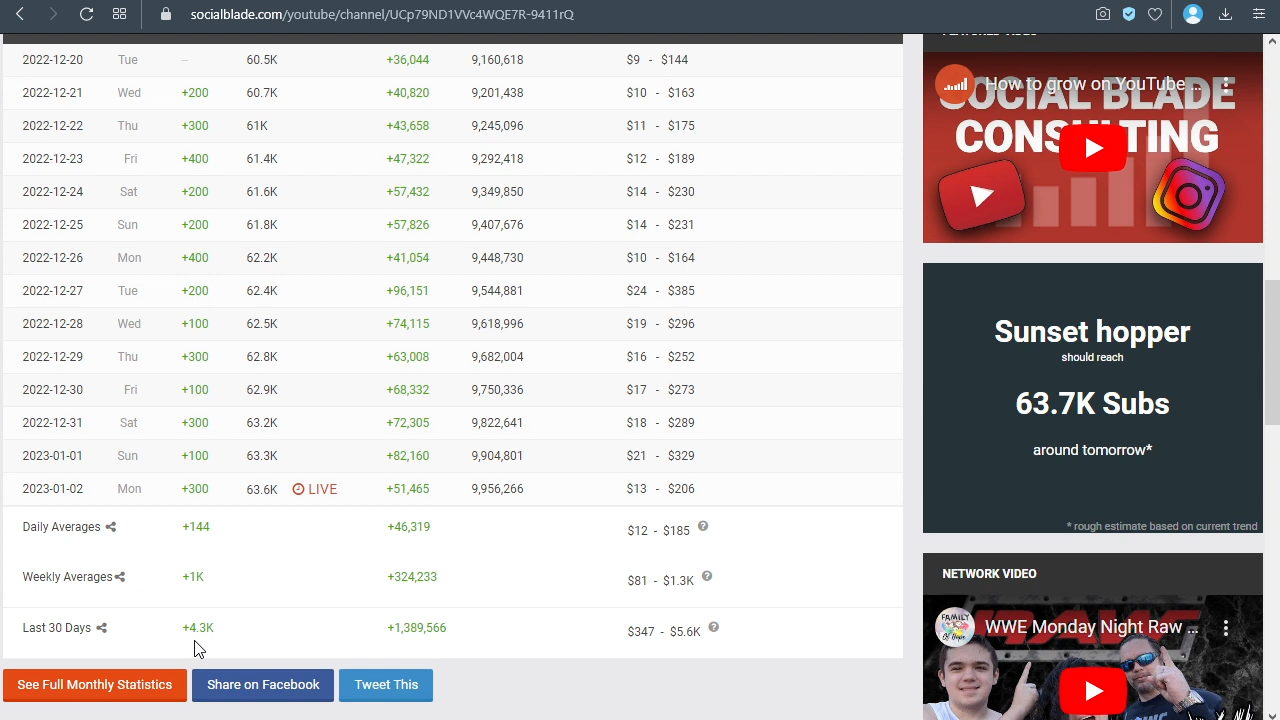 socialblade.com/youtube/channel/UCp79ND1VVc4WQE7R-9411rQ
2022-12-20 Tue -- 60.5K +36,044 9,160,618 $9 - $144
2022-12-21 Wed +200 60.7K +40,820 9,201,438 $10 - $163
2022-12-22 Thu +300 61K +43,658 9,245,096 $11 - $175
2022-12-23 Fri +400 61.4K +47,322 9,292,418 $12 - $189
2022-12-24 Sat +200 61.6K +57,432 9,349,850 $14 - $230
2022-12-25 Sun +200 61.8K +57,826 9,407,676 $14 - $231
2022-12-26 Mon +400 62.2K +41,054 9,448,730 $10 - $164
2022-12-27 Tue +200 62.4K +96,151 9,544,881 $24 - $385
2022-12-28 Wed +100 62.5K +74,115 9,618,996 $19 - $296
2022-12-29 Thu +300 62.8K +63,008 9,682,004 $16 - $252
2022-12-30 Fri +100 62.9K +68,332 9,750,336 $17 - $273
2022-12-31 Sat +300 63.2K +72,305 9,822,641 $18 - $289
2023-01-01 Sun +100 63.3K +82,160 9,904,801 $21 - $329
2023-01-02 Mon +300 63.6K LIVE +51,465 9,956,266 $13 - $206
Daily Averages +144 +46,319 $12 - $185 ?
Weekly Averages +1K +324,233 $81 - $1.3K ?
Last 30 Days +4.3K +1,389,566 $347 - $5.6K ?
See Full Monthly Statistics Share on Facebook Tweet This
How to grow on YouTube ...
SOCIAL BLADE
CONSULTING
Sunset hopper
should reach
63.7K Subs
around tomorrow*
* rough estimate based on current trend
NETWORK VIDEO
WWE Monday Night Raw ...
FAMILY
Of Hope